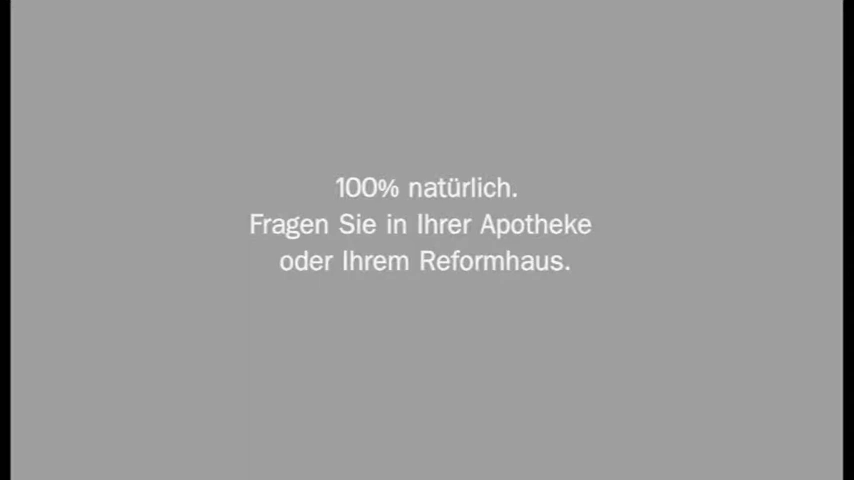 100% natürlich.
Fragen Sie in Ihrer Apotheke
oder Ihrem Reformhaus.